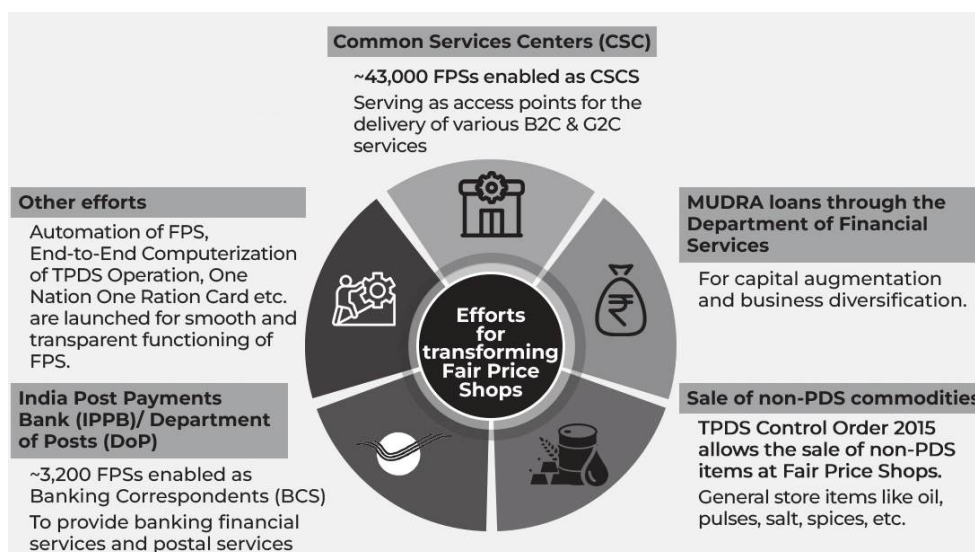 Common Services Centers (CSC)
~43,000 FPSs enabled as CSCS
Serving as access points for the
delivery of various B2C & G2C
services
Other efforts
Automation of FPS,
End-to-End Computerization
of TPDS Operation, One
Nation One Ration Card etc.
are launched for smooth and
transparent functioning of
FPS.
MUDRA loans through the
Department of Financial
Services
For capital augmentation
and business diversification.
Efforts
for
transforming
Fair Price
Shops
India Post Payments
Bank (IPPB)/ Department
of Posts (DoP)
~3,200 FPSs enabled as
Banking Correspondents (BCS)
To provide banking financial
services and postal services
Sale of non-PDS commodities
TPDS Control Order 2015
allows the sale of non-PDS
items at Fair Price Shops.
General store items like oil,
pulses, salt, spices, etc.
₹